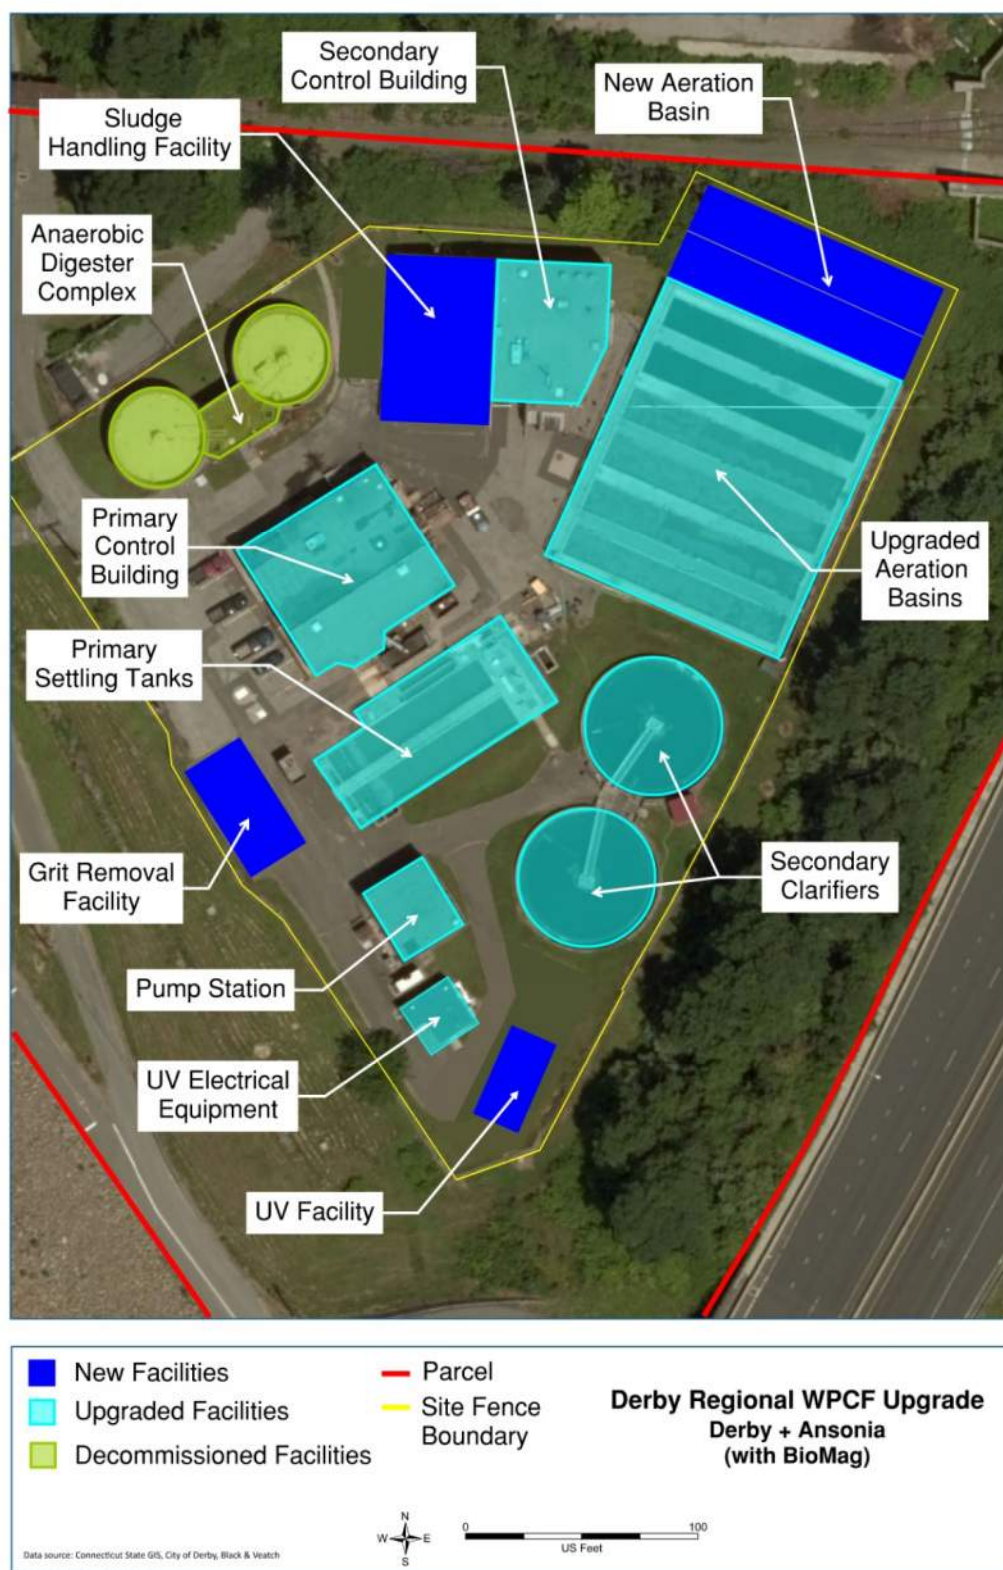 Secondary
Control Building
New Aeration
Basin
Sludge
Handling Facility
Anaerobic
Digester
Complex
Primary
Control
Building
Upgraded
Aeration
Basins
Primary
Settling Tanks
Grit Removal
Facility
Secondary
Clarifiers
Pump Station
UV Electrical
Equipment
UV Facility
New Facilities
Upgraded Facilities
Decommissioned Facilities
Parcel
Site Fence
Boundary
Derby Regional WPCF Upgrade
Derby + Ansonia
(with BioMag)
N
W E
S
0 100
US Feet
Data source: Connecticut State GIS, City of Derby, Black & Veatch